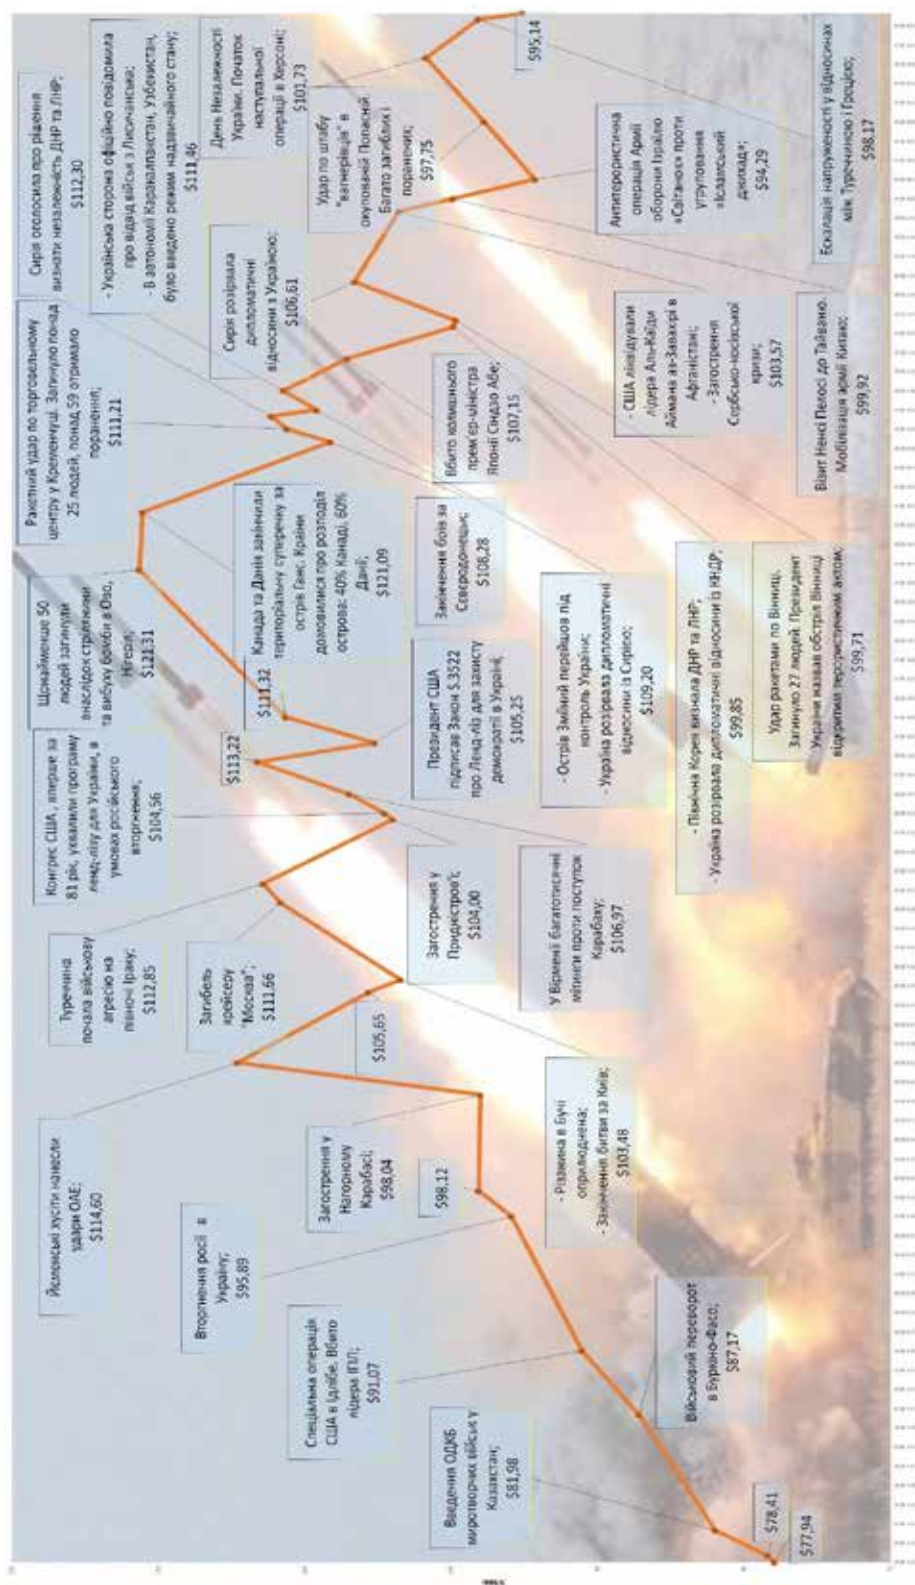 Йєменські хусіти нанесли
удари ОАЕ;
$114,60
Туреччина
почала військову
агресію на
півночі Іраку;
$112,85
Конгрес США , вперше за
81 рік, ухвалили програму
ленд-лізу для України, в
умовах російського
вторгнення;
$104,56
Щонайменше 50
людей загинули
внаслідок стрілянини
та вибуху бомби в Ово,
Нігерії;
$121,31
Ракетний удар по торговельному
центру у Кременчуці. Загинуло понад
25 людей, понад 59 отримало
поранення;
$111,21
Сирія оголосила про рішення
визнати незалежність ДНР та ЛНР;
$112,30
- Українська сторона офіційно повідомила
про відвід військ з Лисичанська;
- В автономії Каракалпакстан, Узбекистан,
було введено режим надзвичайного стану;
$111,46
День Незалежності
України. Початок
наступальної
операції в Херсоні;
$101,73
Вторгнення росії в
Україну;
$95,89
Загибель
крейсеру
"Москва";
$111,66
$113,22
$111,32
Сирія розірвала
дипломатичні
відносини з Україною;
$106,61
Удар по штабу
"вагнерівців" в
окупованій Попасній
Багато загиблих і
поранених;
$97,75
$95,14
Спеціальна операція
США в Ідлібе. Вбито
лідера ІГІЛ;
$91,07
Загострення у
Нагорному
Карабасі;
$98,04
$105,65
Канада та Данія закінчили
територіальну суперечку за
острів Ганс. Країни
домовилися про розподіл
острова: 40% Канаді, 60%
Данії;
$121,09
$98,12
Загострення у
Придністров'ї;
$104,00
Президент США
підписав Закон S.3522
про Ленд-ліз для захисту
демократії в Україні;
$105,25
Закінчення боїв за
Сєвєродонецьк;
$108,28
Вбито колишнього
прем'єр-міністра
Японії Сіндзо Абе;
$107,15
Антитерористична
операція Армії
оборони Ізраїлю
«Світанок» проти
угруповання
«Ісламський
джихад»;
$94,29
Введення ОДКБ
миротворчих військ у
Казахстан;
$81,98
- Різанина в Бучі
оприлюднена;
- Закінчення битви за Київ;
$103,48
У Вірменії багатотисячні
мітинги проти поступок
Карабаху;
$106,97
- Острів Зміїний перейшов під
контроль України;
- Україна розірвала дипломатичні
відносини із Сирією;
$109,20
- США ліквідували
лідера Аль-Каїди
Аймана аз-Завахірі в
Афганістані;
- Загострення
Сербсько-косівської
кризи;
$103,57
Військовий переворот
в Буркіно-Фасо;
$87,17
- Північна Корея визнала ДНР та ЛНР;
- Україна розірвала дипломатичні відносини із КНДР;
$99,85
Удар ракетами по Вінниці.
Загинуло 27 людей. Президент
України назвав обстріл Вінниці
відкритим терористичним актом;
$99,71
Візит Ненсі Пелосі до Тайваню.
Мобілізація армії Китаю;
$99,92
Ескалація напруженості у відносинах
між Туреччиною і Грецією;
$98,17
$78,41
$77,94